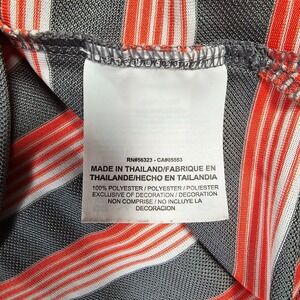 RN#56323 - CA#05553
MADE IN THAILAND/FABRIQUE EN
THAILANDE/HECHO EN TAILANDIA
100% POLYESTER / POLYESTER / POLIESTER
EXCLUSIVE OF DECORATION / DECORATION
NON COMPRISE / NO INCLUYE LA
DECORACION